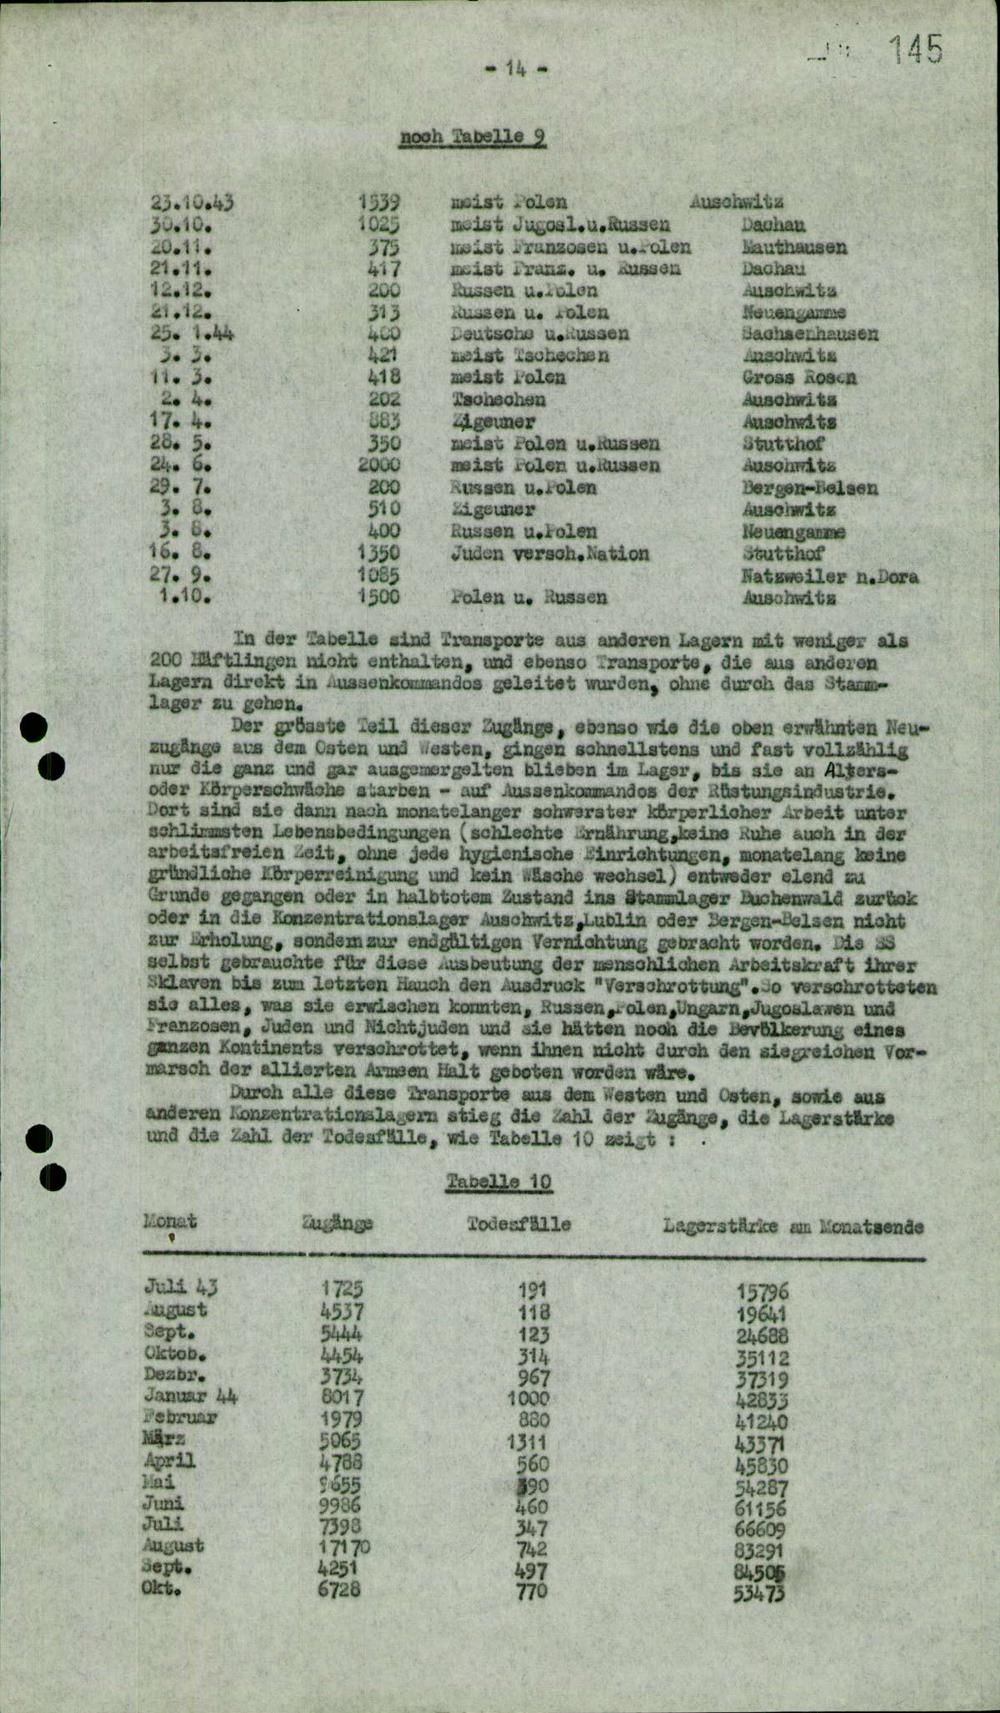 145
- 14 -
noch Tabelle 9
23.10.43 1539 meist Polen Auschwitz
30.10. 1025 meist Jugosl.u.Russen Dachau
20.11. 375 meist Franzosen u.Polen Mauthausen
21.11. 417 meist Franz. u. Russen Dachau
12.12. 200 Russen u.Polen Auschwitz
21.12. 313 Russen u. Polen Neuengamme
25. 1.44 400 Deutsche u.Russen Sachsenhausen
3. 3. 421 meist Tschechen Auschwitz
11. 3. 418 meist Polen Gross Rosen
2. 4. 202 Tschechen Auschwitz
17. 4. 883 Zigeuner Auschwitz
28. 5. 350 meist Polen u.Russen Stutthof
24. 6. 2000 meist Polen u.Russen Auschwitz
29. 7. 200 Russen u.Polen Bergen-Belsen
3. 8. 510 Zigeuner Auschwitz
3. 8. 400 Russen u.Polen Neuengamme
16. 8. 1350 Juden versch.Nation Stutthof
27. 9. 1085 Natzweiler n.Dora
1.10. 1500 Polen u. Russen Auschwitz
In der Tabelle sind Transporte aus anderen Lagern mit weniger als
200 Häftlingen nicht enthalten, und ebenso Transporte, die aus anderen
Lagern direkt in Aussenkommandos geleitet wurden, ohne durch das Stamm-
lager zu gehen.
Der grösste Teil dieser Zugänge, ebenso wie die oben erwähnten Neu-
zugänge aus dem Osten und Westen, gingen schnellstens und fast vollzählig
nur die ganz und gar ausgemergelten blieben im Lager, bis sie an Alters-
oder Körperschwäche starben - auf Aussenkommandos der Rüstungsindustrie.
Dort sind sie dann nach monatelanger schwerster körperlicher Arbeit unter
schlimmsten Lebensbedingungen (schlechte Ernährung,keine Ruhe auch in der
arbeitsfreien Zeit, ohne jede hygienische Einrichtungen, monatelang keine
gründliche Körperreinigung und kein Wäsche wechsel) entweder elend zu
Grunde gegangen oder in halbtotem Zustand ins Stammlager Buchenwald zurück
oder in die Konzentrationslager Auschwitz,Lublin oder Bergen-Belsen nicht
zur Erholung, sondern zur endgültigen Vernichtung gebracht worden. Die SS
selbst gebrauchte für diese Ausbeutung der menschlichen Arbeitskraft ihrer
Sklaven bis zum letzten Hauch den Ausdruck "Verschrottung".So verschrotteten
sie alles, was sie erwischen konnten, Russen,Polen,Ungarn,Jugoslawen und
Franzosen, Juden und Nichtjuden und sie hätten noch die Bevölkerung eines
ganzen Kontinents verschrottet, wenn ihnen nicht durch den siegreichen Vor-
marsch der allierten Armeen Halt geboten worden wäre.
Durch alle diese Transporte aus dem Westen und Osten, sowie aus
anderen Konzentrationslagern stieg die Zahl der Zugänge, die Lagerstärke
und die Zahl der Todesfälle, wie Tabelle 10 zeigt :
Tabelle 10
Monat Zugänge Todesfälle Lagerstärke am Monatsende
Juli 43 1725 191 15796
August 4537 118 19641
Sept. 5444 123 24688
Oktob. 4454 314 35112
Dezbr. 3734 967 37319
Januar 44 8017 1000 42833
Februar 1979 880 41240
März 5065 1311 43371
April 4788 560 45830
Mai 9655 390 54287
Juni 9986 460 61156
Juli 7398 347 66609
August 17170 742 83291
Sept. 4251 497 84505
Okt. 6728 770 53473